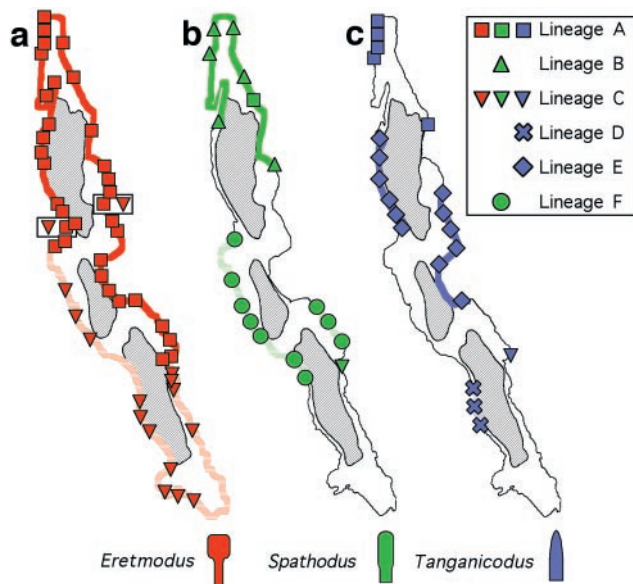 a
b
c
Lineage A
Lineage B
Lineage C
Lineage D
Lineage E
Lineage F
Eretmodus
Spathodus
Tanganicodus